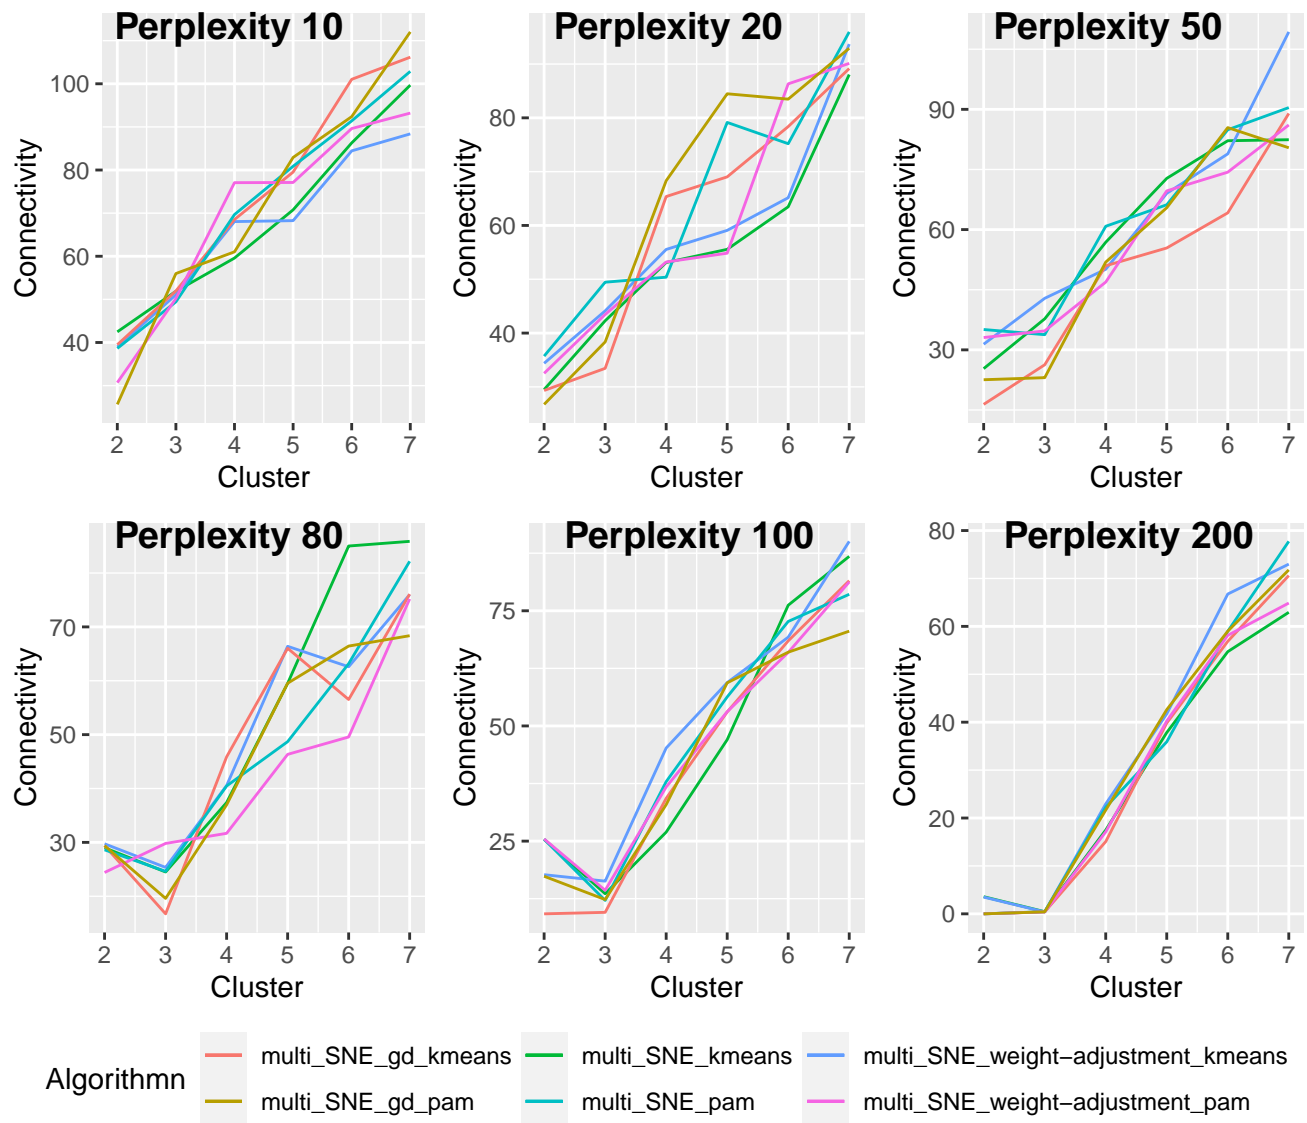 Perplexity 10
Connectivity
100
80
60
40
2 3 4 5 6 7
Cluster
Perplexity 20
Connectivity
80
60
40
2 3 4 5 6 7
Cluster
Perplexity 50
Connectivity
90
60
30
2 3 4 5 6 7
Cluster
Perplexity 80
Connectivity
70
50
30
2 3 4 5 6 7
Cluster
Perplexity 100
Connectivity
75
50
25
2 3 4 5 6 7
Cluster
Perplexity 200
Connectivity
80
60
40
20
0
2 3 4 5 6 7
Cluster
Algorithmn
multi_SNE_gd_kmeans
multi_SNE_kmeans
multi_SNE_weight−adjustment_kmeans
multi_SNE_gd_pam
multi_SNE_pam
multi_SNE_weight−adjustment_pam